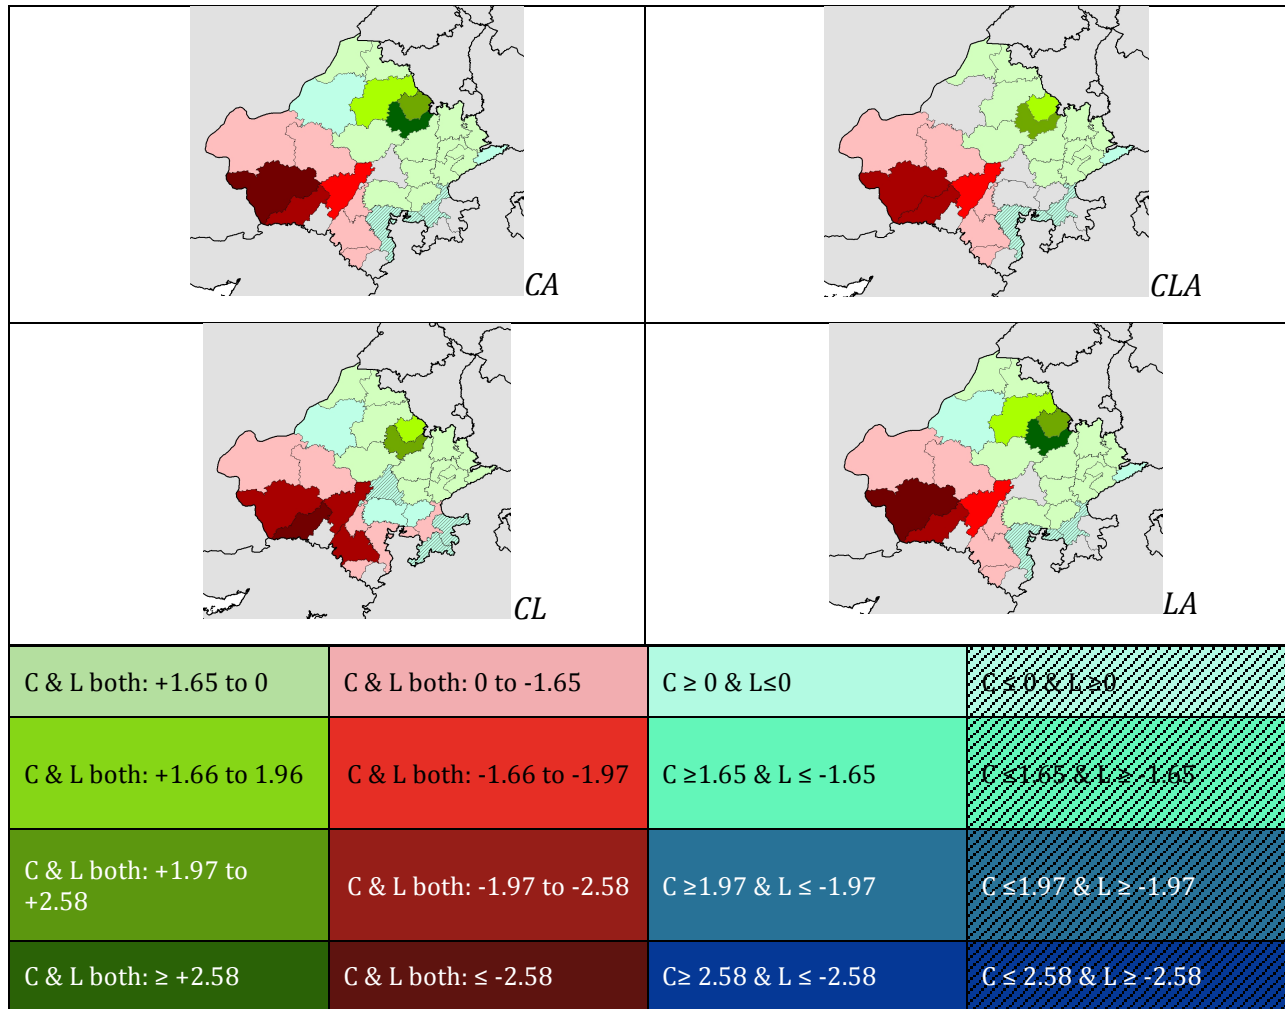 CA
CLA
CL
LA
C & L both: +1.65 to 0
C & L both: 0 to -1.65
C ≥ 0 & L≤0
C ≤ 0 & L ≥0
C & L both: +1.66 to 1.96
C & L both: -1.66 to -1.97
C ≥1.65 & L ≤ -1.65
C ≤1.65 & L ≥ -1.65
C & L both: +1.97 to
+2.58
C & L both: -1.97 to -2.58
C ≥1.97 & L ≤ -1.97
C ≤1.97 & L ≥ -1.97
C & L both: ≥ +2.58
C & L both: ≤ -2.58
C≥ 2.58 & L ≤ -2.58
C ≤ 2.58 & L ≥ -2.58